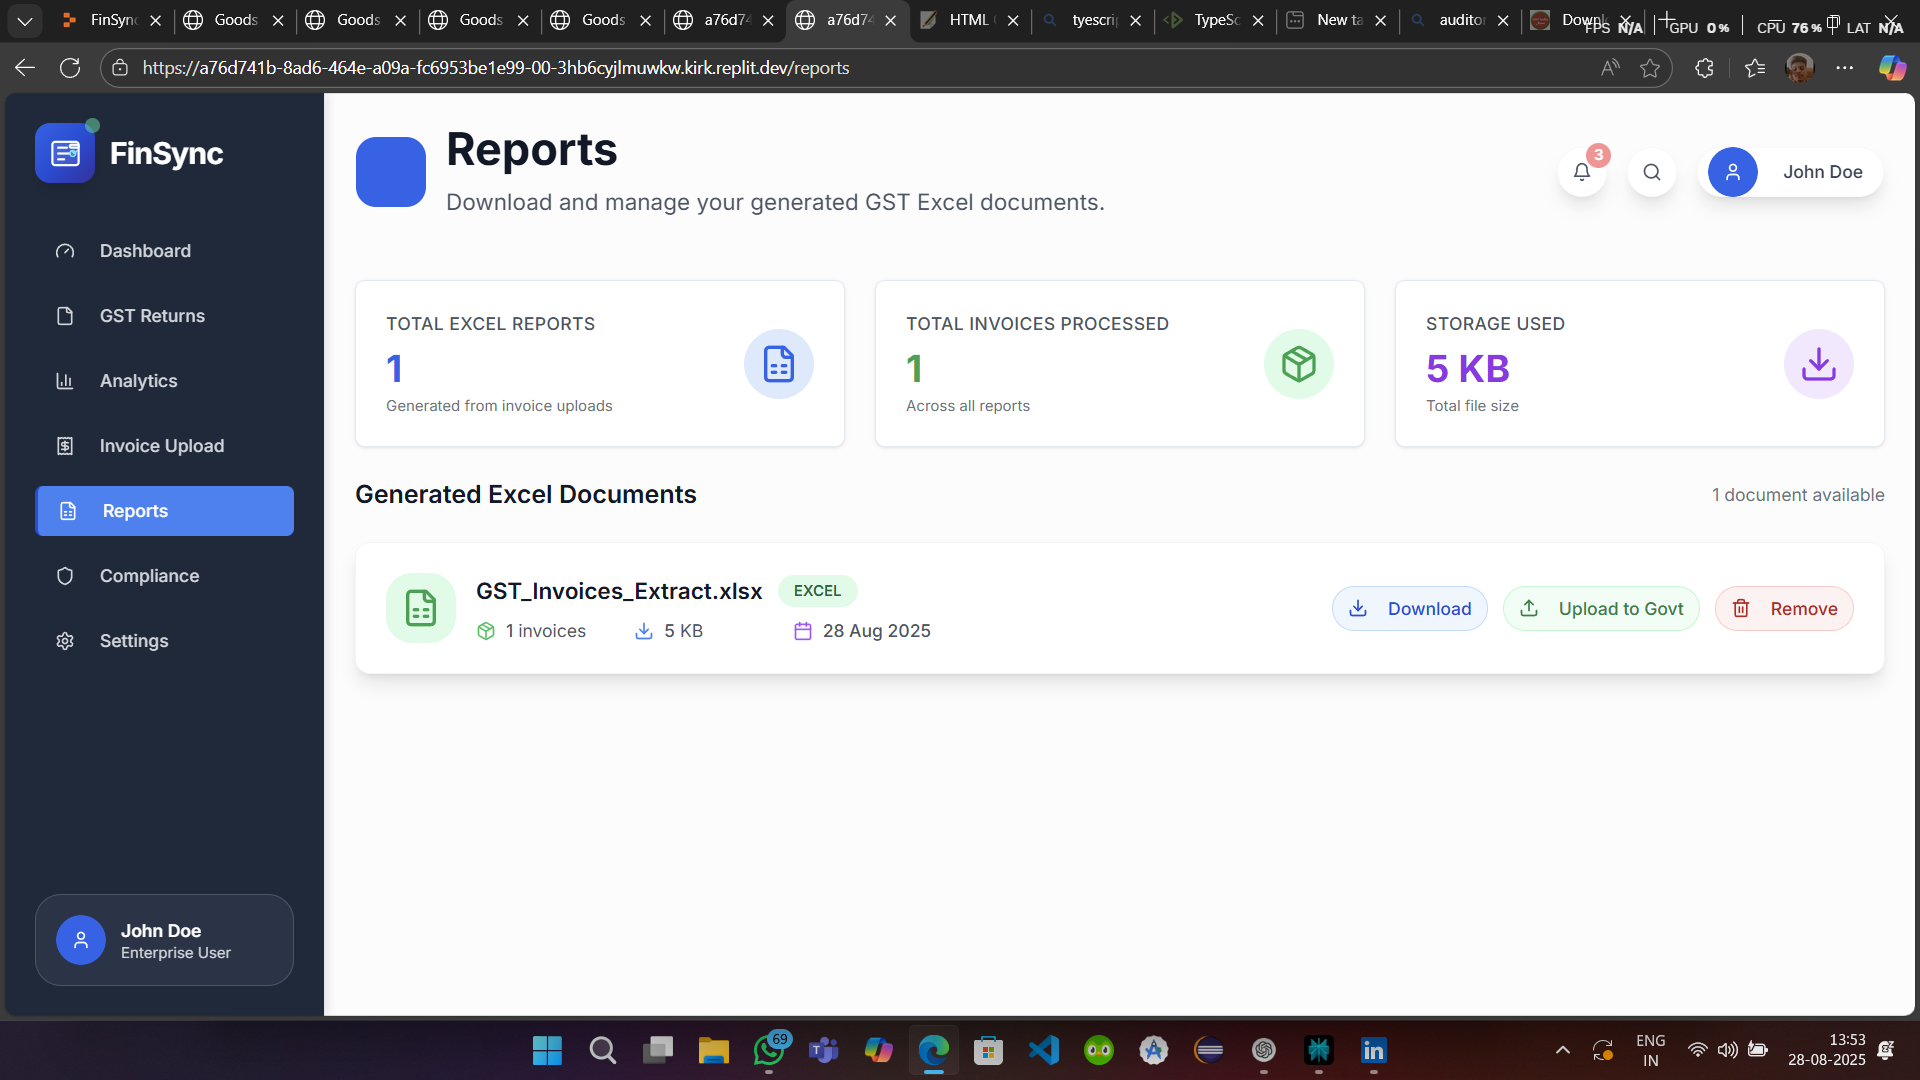 FinSync
Goods
Goods
Goods
Goods
a76d74
a76d74
HTML
tyescrip
TypeSc
New ta
auditor
Downl
FPS N/A GPU 0% CPU 76% LAT N/A
https://a76d741b-8ad6-464e-a09a-fc6953be1e99-00-3hb6cyjlmuwkw.kirk.replit.dev/reports
FinSync
Dashboard
GST Returns
Analytics
Invoice Upload
Reports
Compliance
Settings
John Doe
Enterprise User
Reports
Download and manage your generated GST Excel documents.
3
John Doe
TOTAL EXCEL REPORTS
1
Generated from invoice uploads
TOTAL INVOICES PROCESSED
1
Across all reports
STORAGE USED
5 KB
Total file size
Generated Excel Documents
1 document available
GST_Invoices_Extract.xlsx EXCEL
1 invoices 5 KB 28 Aug 2025
Download Upload to Govt Remove
69
ENG
IN
13:53
28-08-2025